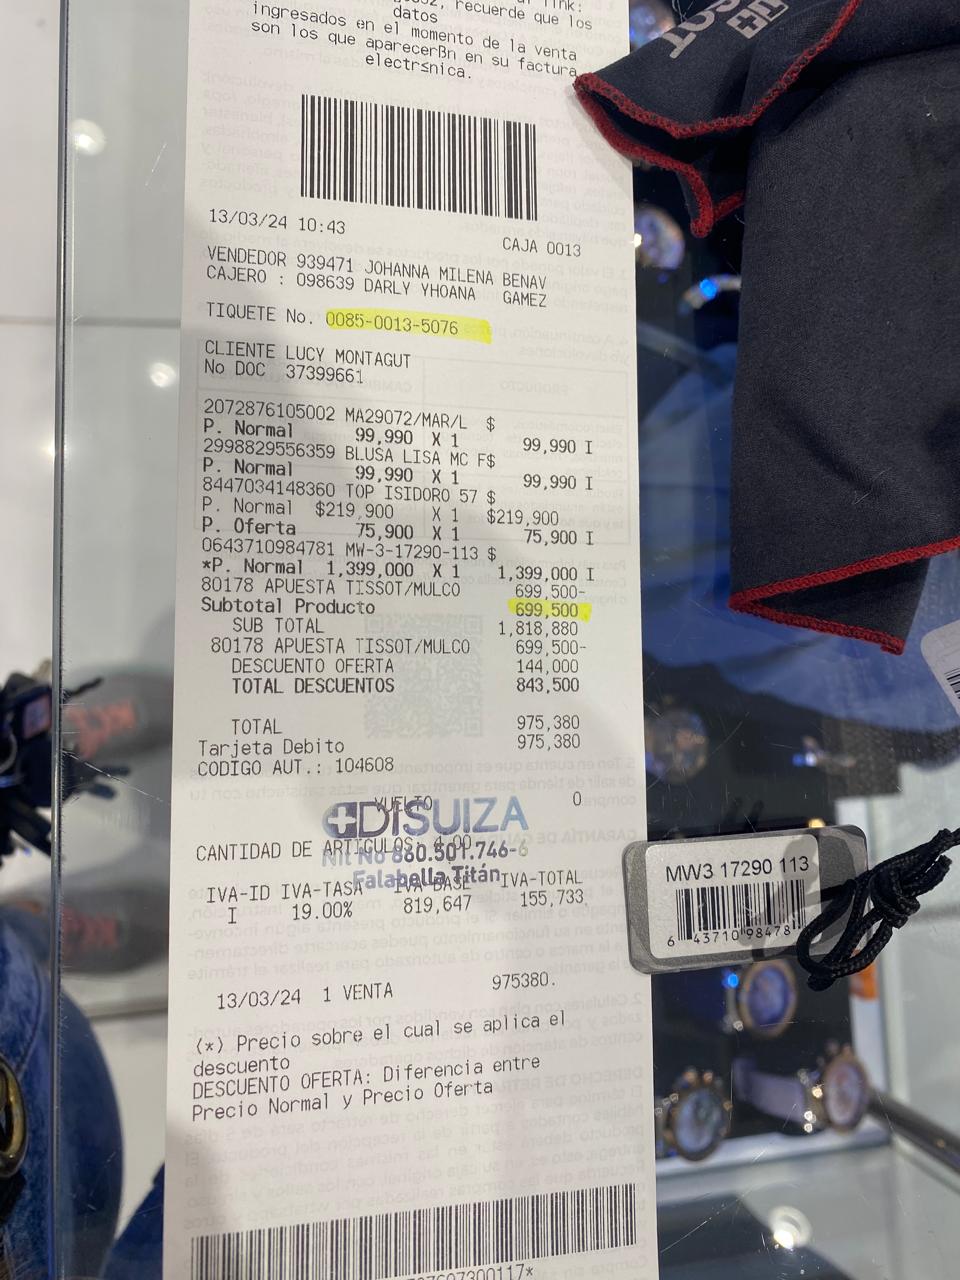 recuerde que los
datos
ingresados en el momento de la venta
son los que aparecerBn en su factura
electr≤nica.
13/03/24 10:43
CAJA 0013
VENDEDOR 939471 JOHANNA MILENA BENAV
CAJERO : 098639 DARLY YHOANA GAMEZ
TIQUETE No. 0085-0013-5076
CLIENTE LUCY MONTAGUT
No DOC 37399661
2072876105002 MA29072/MAR/L $
P. Normal 99,990 X 1 99,990 I
2998829556359 BLUSA LISA MC F$
P. Normal 99,990 X 1 99,990 I
8447034148360 TOP ISIDORO 57 $
P. Normal $219,900 X 1 $219,900
P. Oferta 75,900 X 1 75,900 I
0643710984781 MW-3-17290-113 $
*P. Normal 1,399,000 X 1 1,399,000 I
80178 APUESTA TISSOT/MULCO 699,500-
Subtotal Producto 699,500
SUB TOTAL 1,818,880
80178 APUESTA TISSOT/MULCO 699,500-
DESCUENTO OFERTA 144,000
TOTAL DESCUENTOS 843,500
TOTAL 975,380
Tarjeta Debito 975,380
CODIGO AUT.: 104608
VUELTO 0
DISUIZA
CANTIDAD DE ARTICULOS: 4.00
Nit No 880.501.746-6
Falabella Titán
IVA-ID IVA-TASA IVA-BASE IVA-TOTAL
I 19.00% 819,647 155,733
13/03/24 1 VENTA 975380.
(*) Precio sobre el cual se aplica el
descuento
DESCUENTO OFERTA: Diferencia entre
Precio Normal y Precio Oferta
MW3 17290 113
6 43710 98478